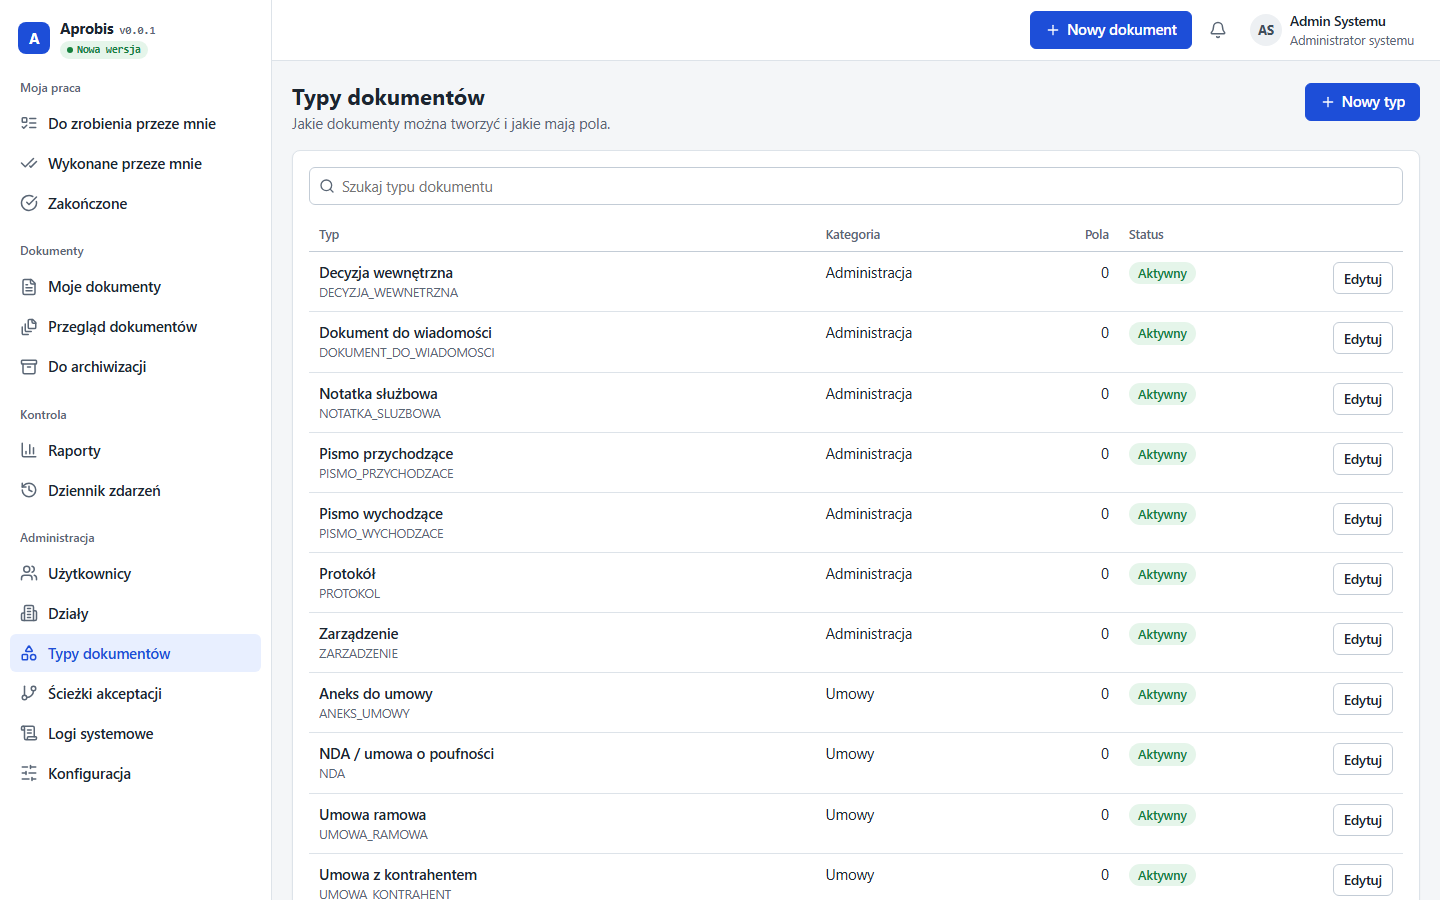 A
Aprobis v0.0.1
Nowa wersja
Moja praca
Do zrobienia przeze mnie
Wykonane przeze mnie
Zakończone
Dokumenty
Moje dokumenty
Przegląd dokumentów
Do archiwizacji
Kontrola
Raporty
Dziennik zdarzeń
Administracja
Użytkownicy
Działy
Typy dokumentów
Ścieżki akceptacji
Logi systemowe
Konfiguracja
+ Nowy dokument
AS
Admin Systemu
Administrator systemu
Typy dokumentów
Jakie dokumenty można tworzyć i jakie mają pola.
+ Nowy typ
Szukaj typu dokumentu
Typ Kategoria Pola Status
Decyzja wewnętrzna Administracja 0 Aktywny Edytuj
DECYZJA_WEWNETRZNA
Dokument do wiadomości Administracja 0 Aktywny Edytuj
DOKUMENT_DO_WIADOMOSCI
Notatka służbowa Administracja 0 Aktywny Edytuj
NOTATKA_SLUZBOWA
Pismo przychodzące Administracja 0 Aktywny Edytuj
PISMO_PRZYCHODZACE
Pismo wychodzące Administracja 0 Aktywny Edytuj
PISMO_WYCHODZACE
Protokół Administracja 0 Aktywny Edytuj
PROTOKOL
Zarządzenie Administracja 0 Aktywny Edytuj
ZARZADZENIE
Aneks do umowy Umowy 0 Aktywny Edytuj
ANEKS_UMOWY
NDA / umowa o poufności Umowy 0 Aktywny Edytuj
NDA
Umowa ramowa Umowy 0 Aktywny Edytuj
UMOWA_RAMOWA
Umowa z kontrahentem Umowy 0 Aktywny Edytuj
UMOWA_KONTRAHENT